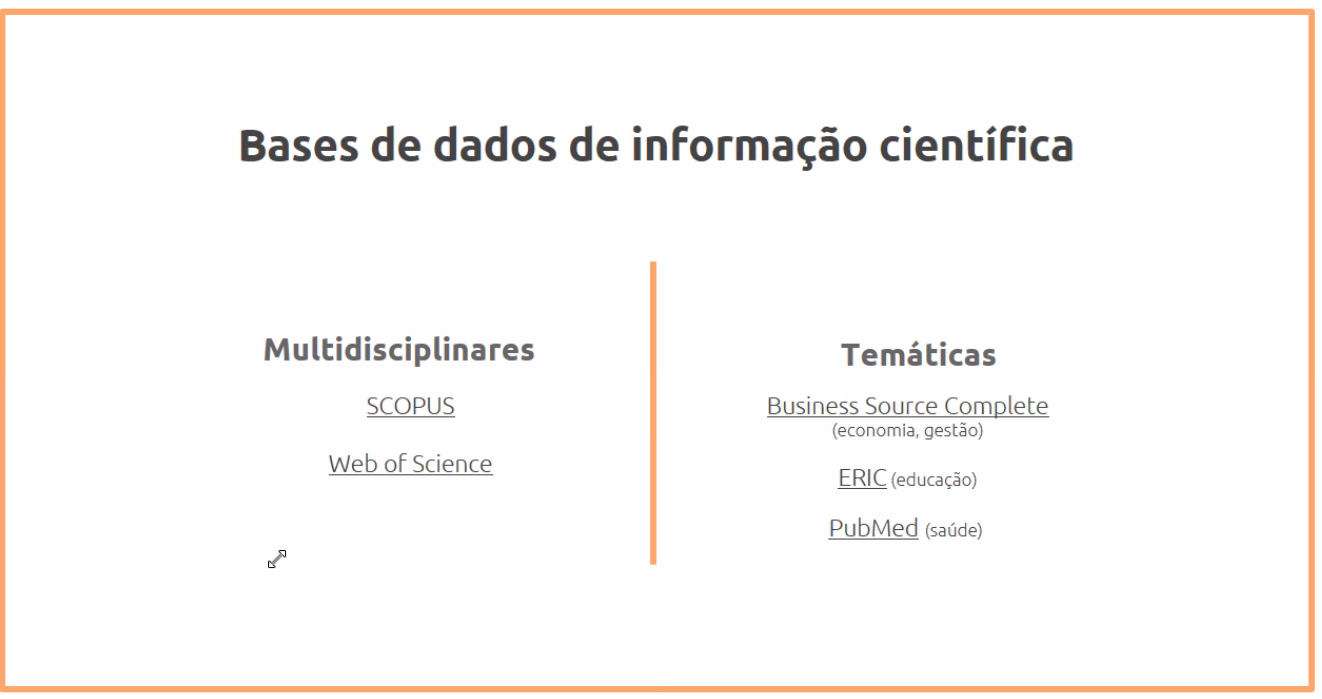 Bases de dados de informação científica
Multidisciplinares
SCOPUS
Web of Science
Temáticas
Business Source Complete
(economia, gestão)
ERIC (educação)
PubMed (saúde)